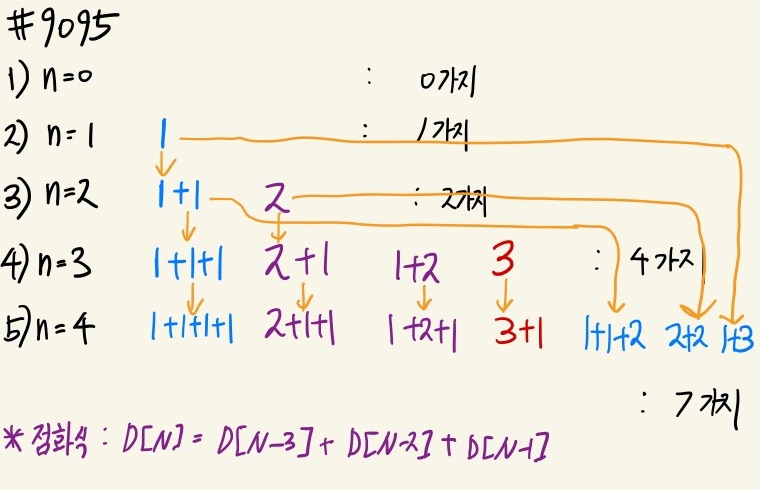 #9095
1) n=0 : 0가지
2) n=1 1 : 1가지
3) n=2 1+1 2 : 2가지
4) n=3 1+1+1 2+1 1+2 3 : 4가지
5) n=4 1+1+1+1 2+1+1 1+2+1 3+1 1+1+2 2+2 1+3
: 7가지
* 점화식 : D[N] = D[N-3] + D[N-2] + D[N-1]